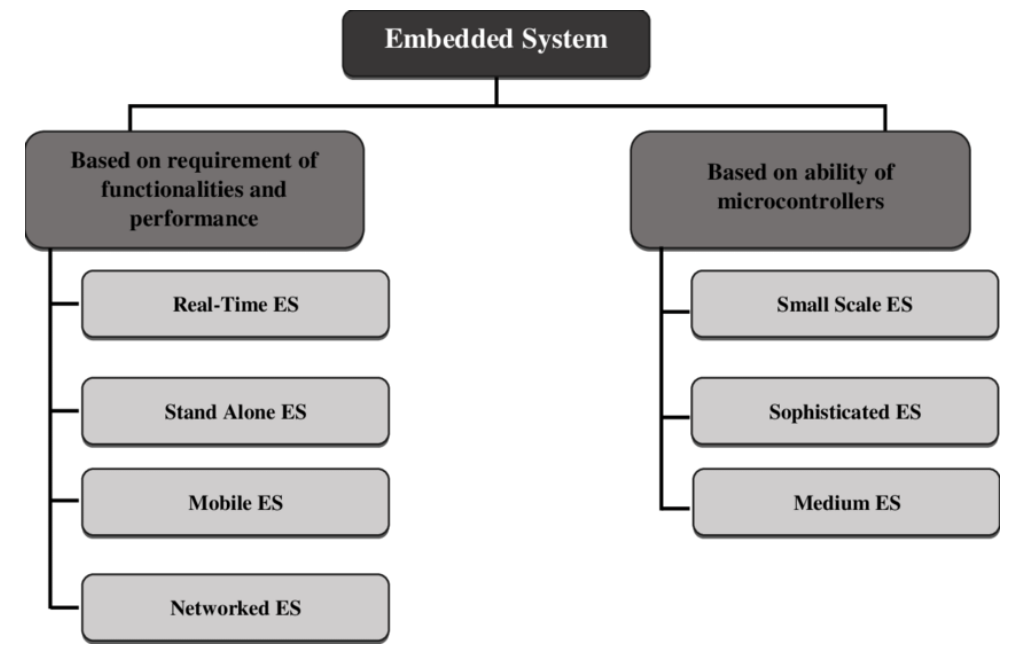 Embedded System
Based on requirement of
functionalities and
performance
Real-Time ES
Stand Alone ES
Mobile ES
Networked ES
Based on ability of
microcontrollers
Small Scale ES
Sophisticated ES
Medium ES